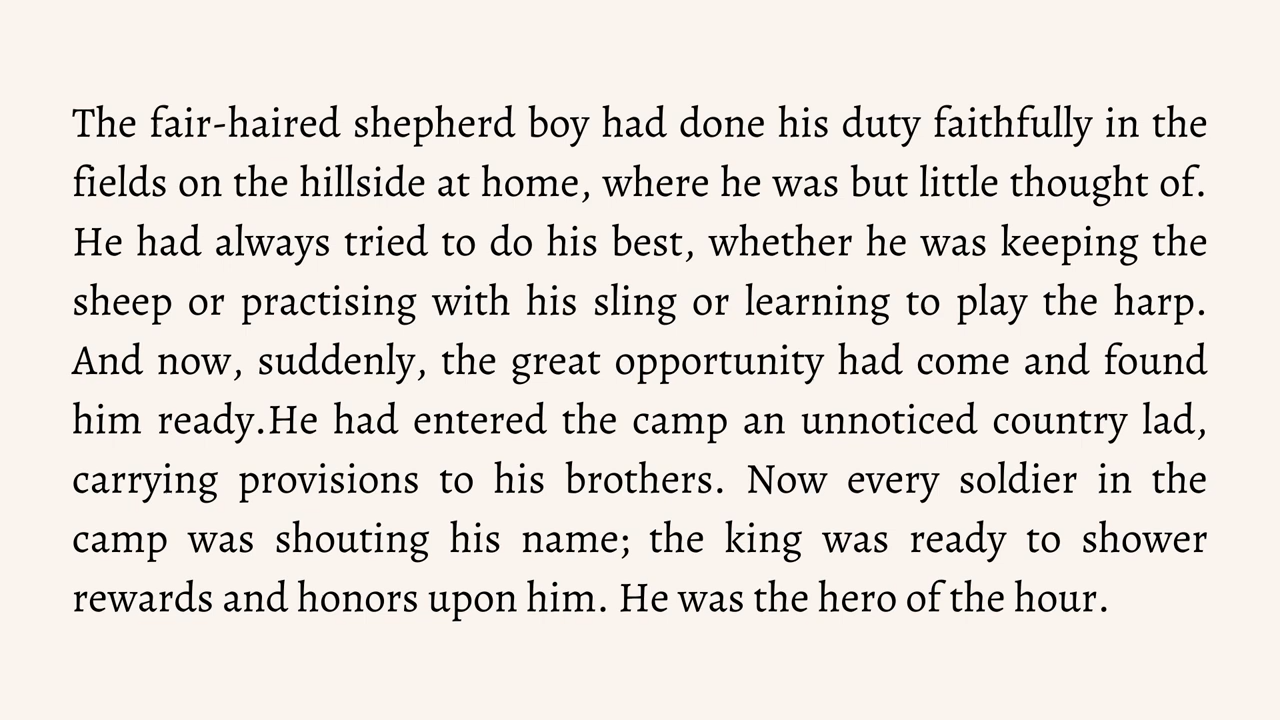 The fair-haired shepherd boy had done his duty faithfully in the
fields on the hillside at home, where he was but little thought of.
He had always tried to do his best, whether he was keeping the
sheep or practising with his sling or learning to play the harp.
And now, suddenly, the great opportunity had come and found
him ready.He had entered the camp an unnoticed country lad,
carrying provisions to his brothers. Now every soldier in the
camp was shouting his name; the king was ready to shower
rewards and honors upon him. He was the hero of the hour.